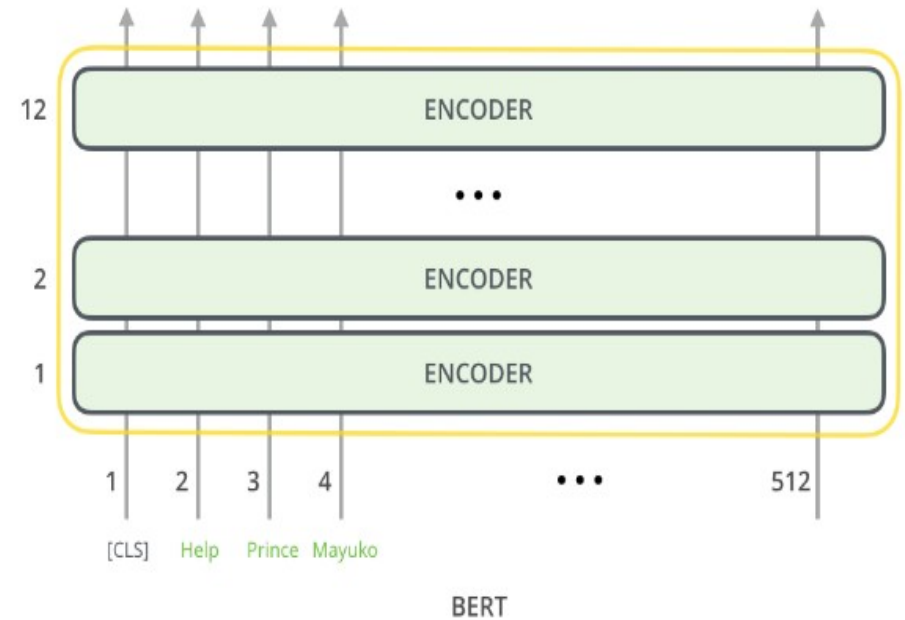 12 ENCODER
...
2 ENCODER
1 ENCODER
1 2 3 4 ... 512
[CLS] Help Prince Mayuko
BERT